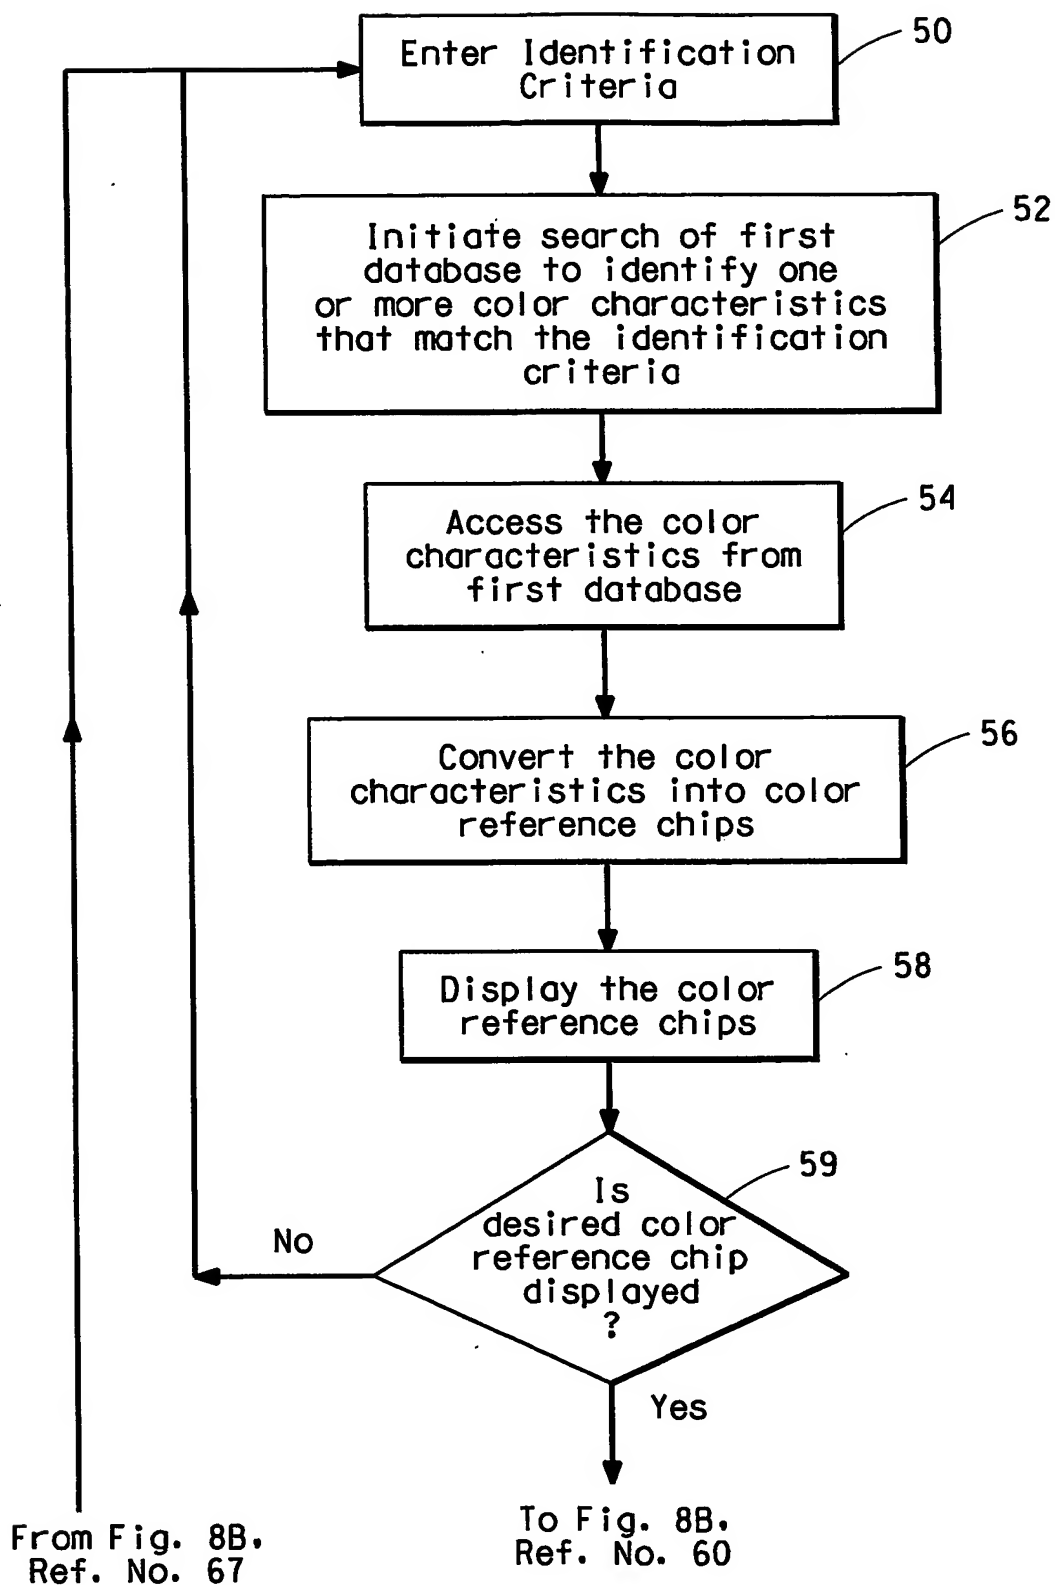 Enter Identification
Criteria
50
Initiate search of first
database to identify one
or more color characteristics
that match the identification
criteria
52
Access the color
characteristics from
first database
54
Convert the color
characteristics into color
reference chips
56
Display the color
reference chips
58
Is
desired color
reference chip
displayed
?
59
No
Yes
From Fig. 8B.
Ref. No. 67
To Fig. 8B.
Ref. No. 60